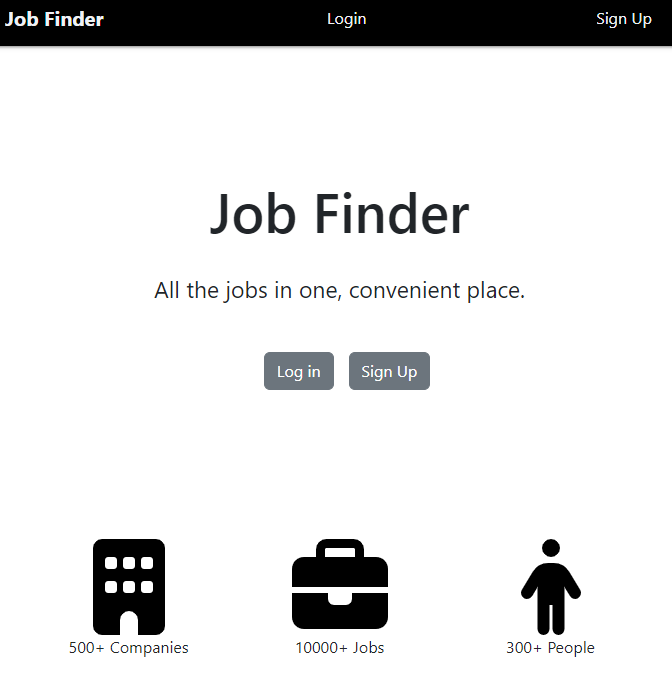 Job Finder Login Sign Up
Job Finder
All the jobs in one, convenient place.
Log in Sign Up
500+ Companies 10000+ Jobs 300+ People